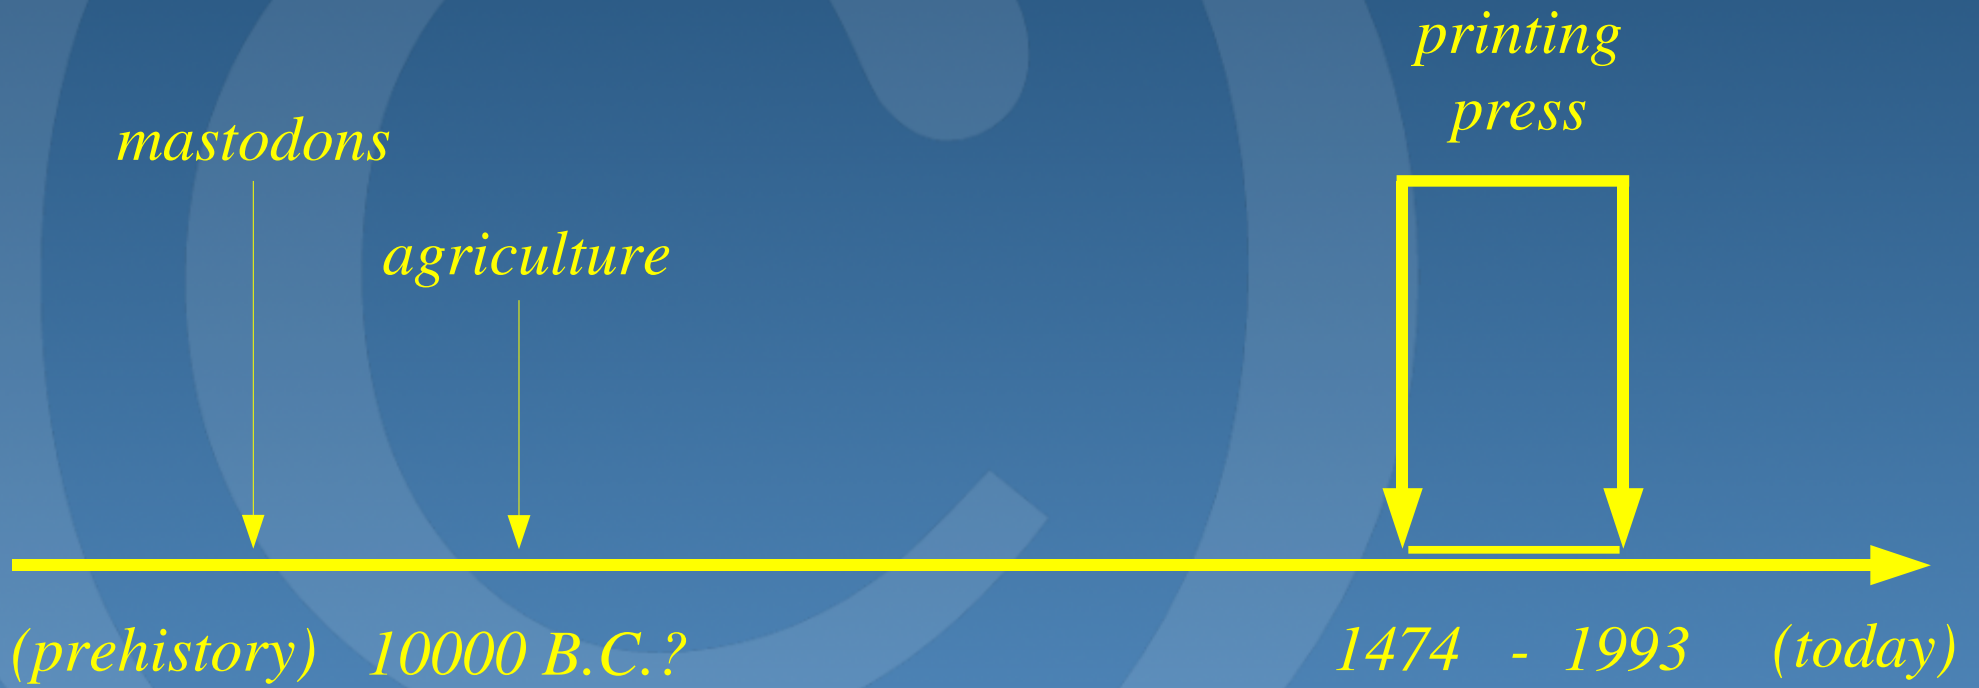 printing
press
mastodons
agriculture
(prehistory) 10000 B.C.? 1474 - 1993 (today)